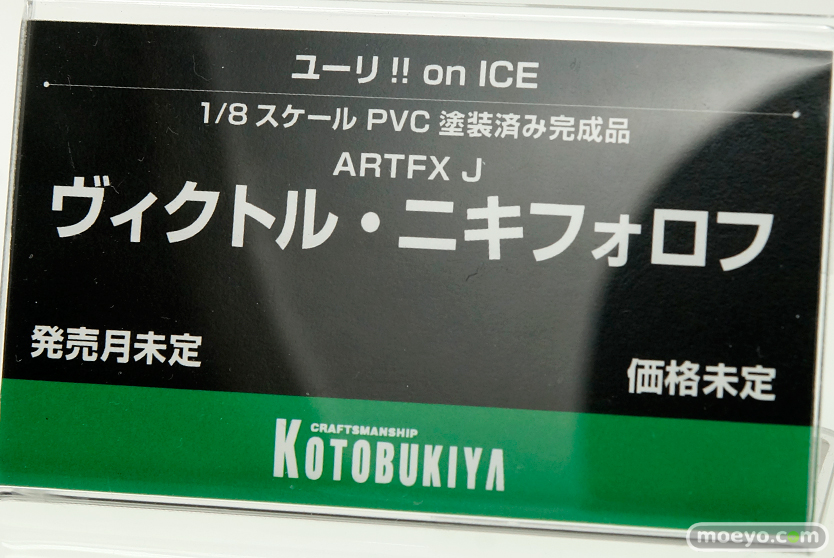 ユーリ!! on ICE
1/8スケール PVC 塗装済み完成品
ARTFX J
ヴィクトル・ニキフォロフ
発売月未定
価格未定
CRAFTSMANSHIP
KOTOBUKIYA
moeyo.com